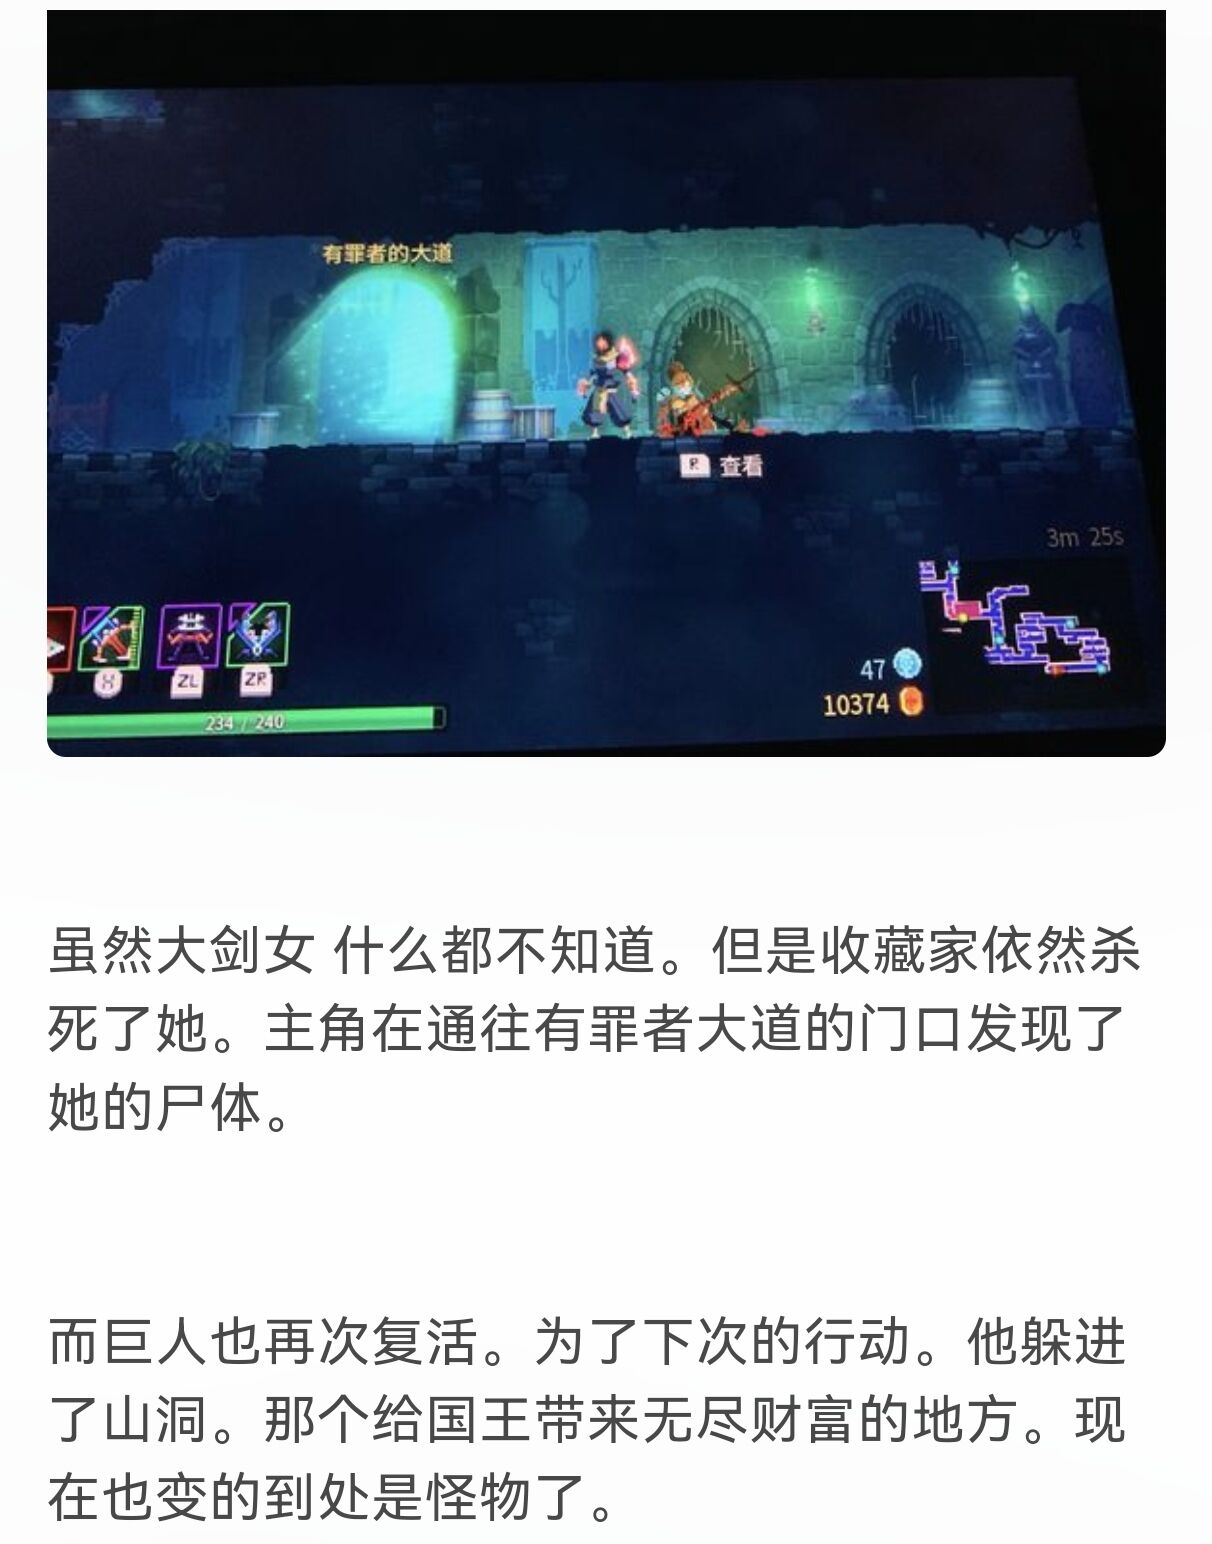 有罪者的大道
R 查看
3m 25s
47
10374
X
ZL
ZR
234 / 240
虽然大剑女 什么都不知道。但是收藏家依然杀
死了她。主角在通往有罪者大道的门口发现了
她的尸体。
而巨人也再次复活。为了下次的行动。他躲进
了山洞。那个给国王带来无尽财富的地方。现
在也变的到处是怪物了。